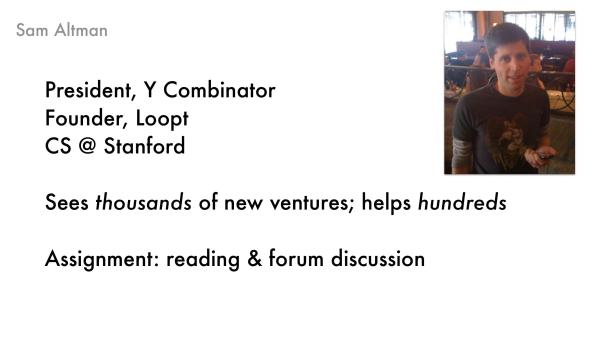 Sam Altman
President, Y Combinator
Founder, Loopt
CS @ Stanford
Sees thousands of new ventures; helps hundreds
Assignment: reading & forum discussion